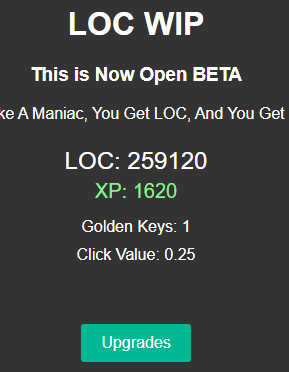 LOC WIP
This is Now Open BETA
A Maniac, You Get LOC, And You Get
LOC: 259120
XP: 1620
Golden Keys: 1
Click Value: 0.25
Upgrades